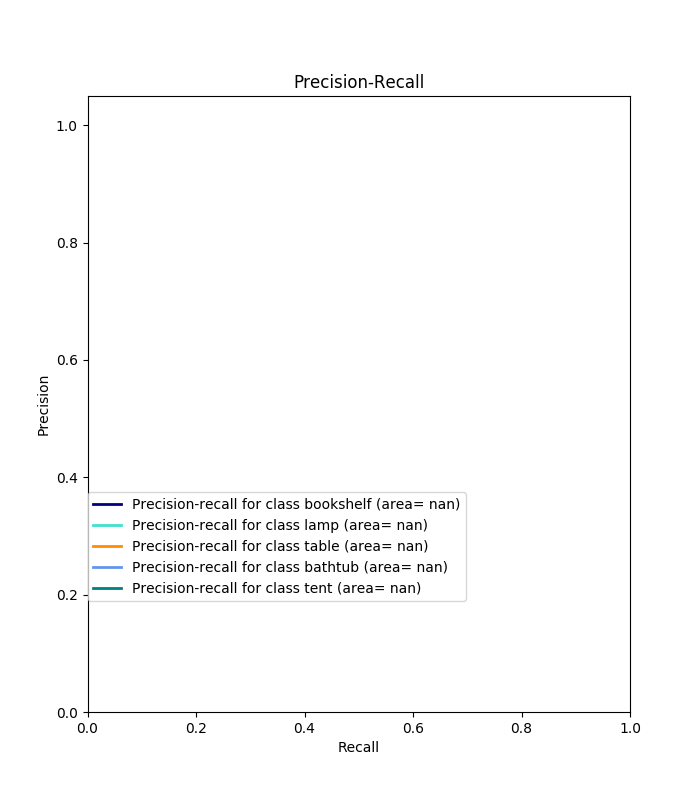 Precision-Recall
1.0
0.8
0.6
0.4
0.2
0.0
Precision
Precision-recall for class bookshelf (area= nan)
Precision-recall for class lamp (area= nan)
Precision-recall for class table (area= nan)
Precision-recall for class bathtub (area= nan)
Precision-recall for class tent (area= nan)
0.0 0.2 0.4 0.6 0.8 1.0
Recall